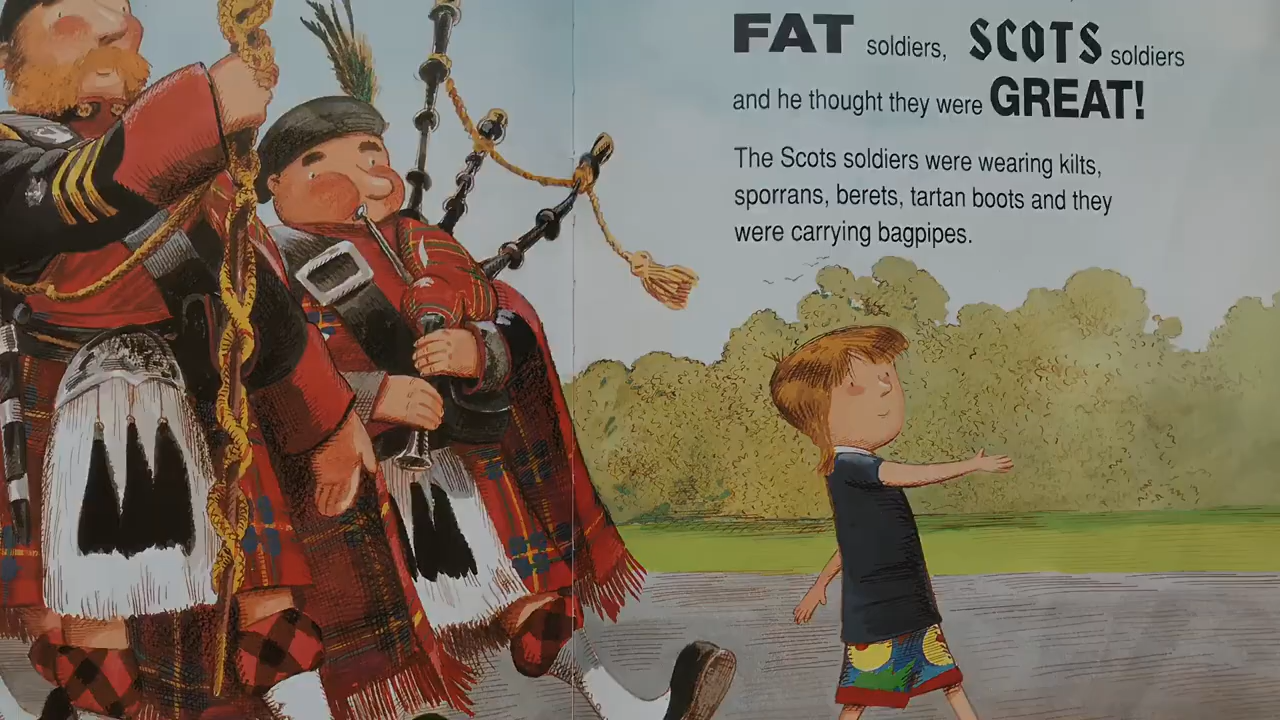 FAT soldiers, SCOTS soldiers
and he thought they were GREAT!
The Scots soldiers were wearing kilts,
sporrans, berets, tartan boots and they
were carrying bagpipes.